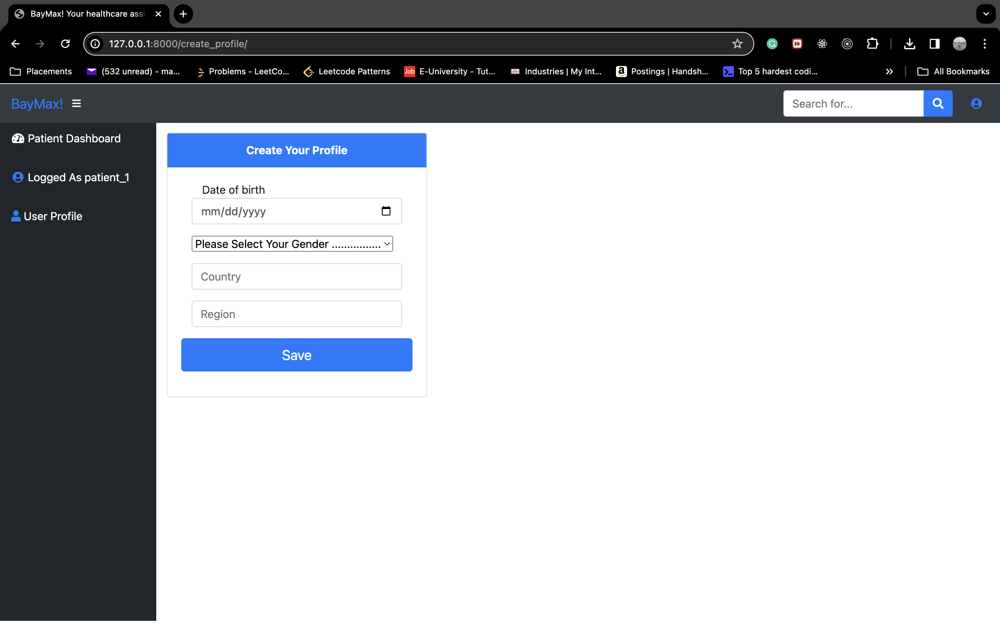 BayMax! Your healthcare assi
127.0.0.1:8000/create_profile/
Placements
(532 unread) - ma...
Problems - LeetCo...
Leetcode Patterns
Job
E-University - Tut...
Industries | My Int...
Postings | Handsh...
Top 5 hardest codi...
All Bookmarks
BayMax!
Search for...
Patient Dashboard
Logged As patient_1
User Profile
Create Your Profile
Date of birth
mm/dd/yyyy
Please Select Your Gender ................
Country
Region
Save